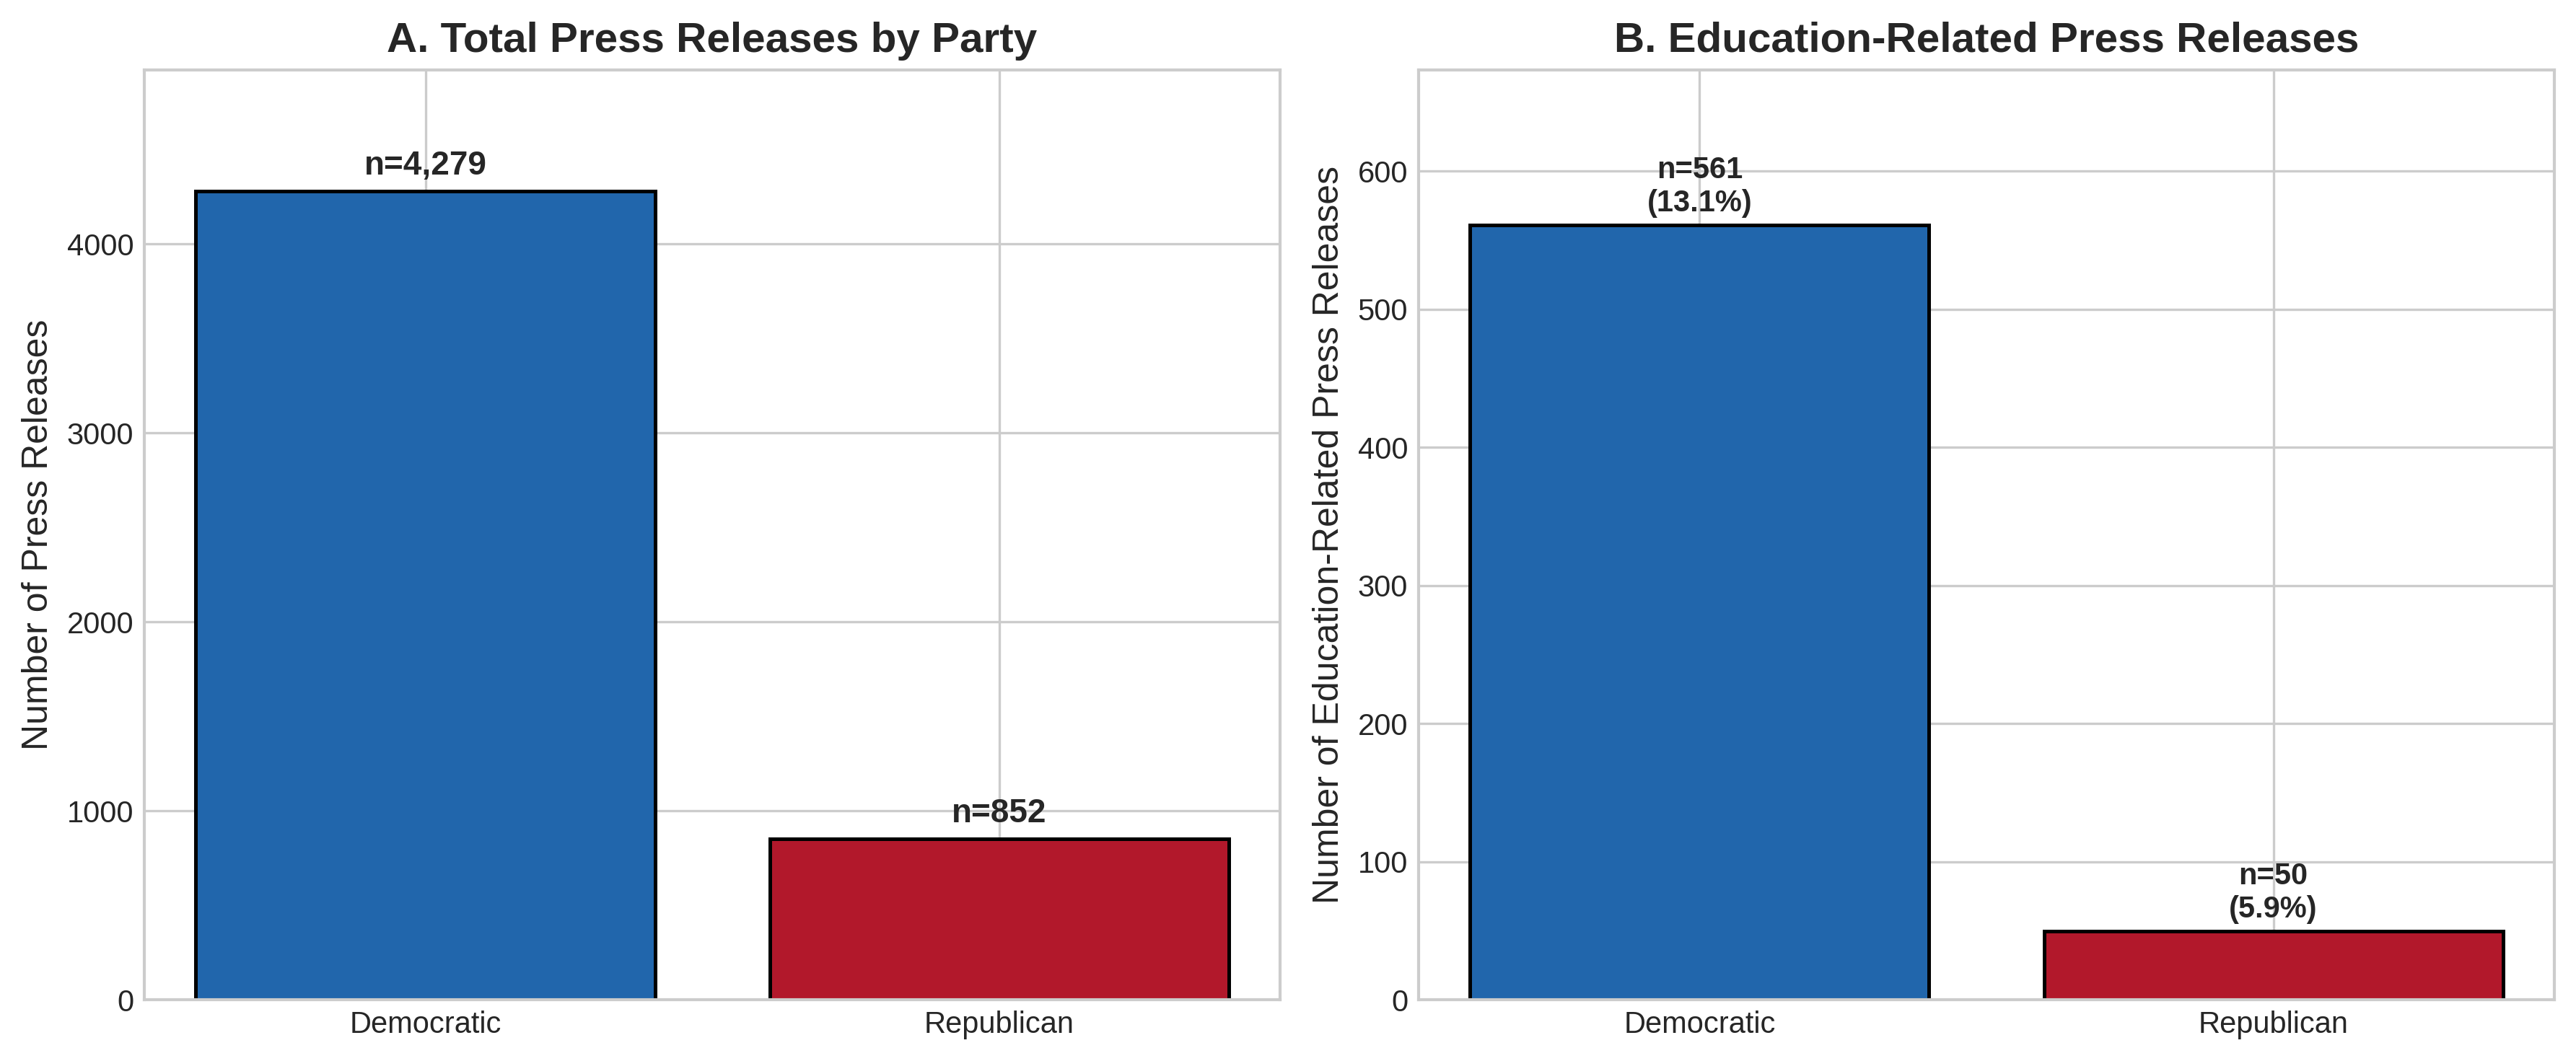 A. Total Press Releases by Party
Number of Press Releases
4000
3000
2000
1000
0
n=4,279
n=852
Democratic
Republican
B. Education-Related Press Releases
Number of Education-Related Press Releases
600
500
400
300
200
100
0
n=561
(13.1%)
n=50
(5.9%)
Democratic
Republican